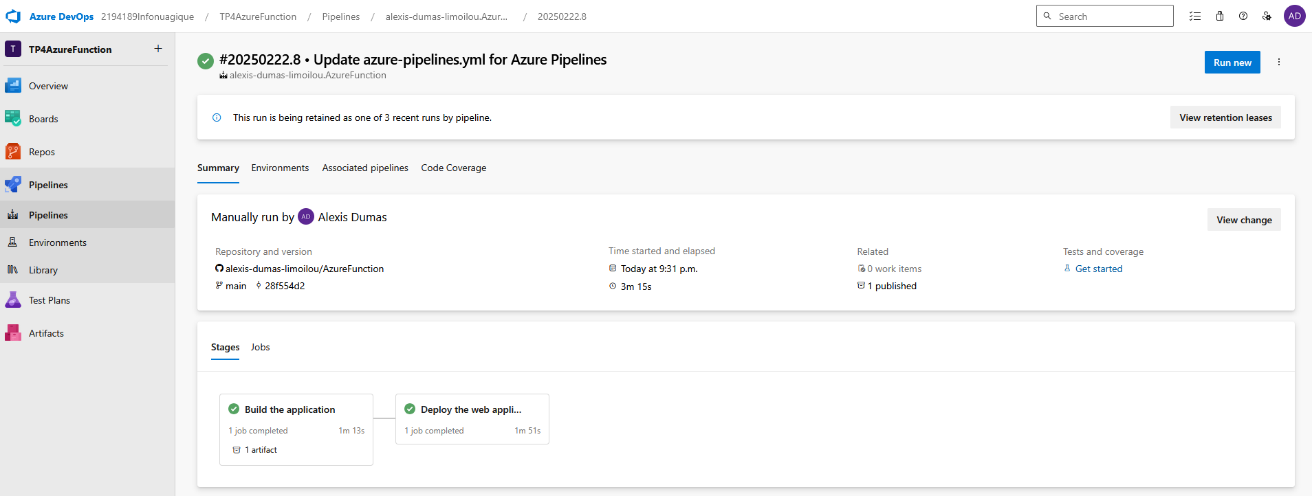 Azure DevOps 2194189Infonuagique / TP4AzureFunction / Pipelines / alexis-dumas-limoilou.Azur... / 20250222.8 Search AD
T TP4AzureFunction +
Overview
Boards
Repos
Pipelines
Pipelines
Environments
Library
Test Plans
Artifacts
#20250222.8 • Update azure-pipelines.yml for Azure Pipelines
alexis-dumas-limoilou.AzureFunction
Run new
This run is being retained as one of 3 recent runs by pipeline.
View retention leases
Summary Environments Associated pipelines Code Coverage
Manually run by AD Alexis Dumas
View change
Repository and version
alexis-dumas-limoilou/AzureFunction
main 28f554d2
Time started and elapsed
Today at 9:31 p.m.
3m 15s
Related
0 work items
1 published
Tests and coverage
Get started
Stages Jobs
Build the application
1 job completed 1m 13s
1 artifact
Deploy the web appli...
1 job completed 1m 51s